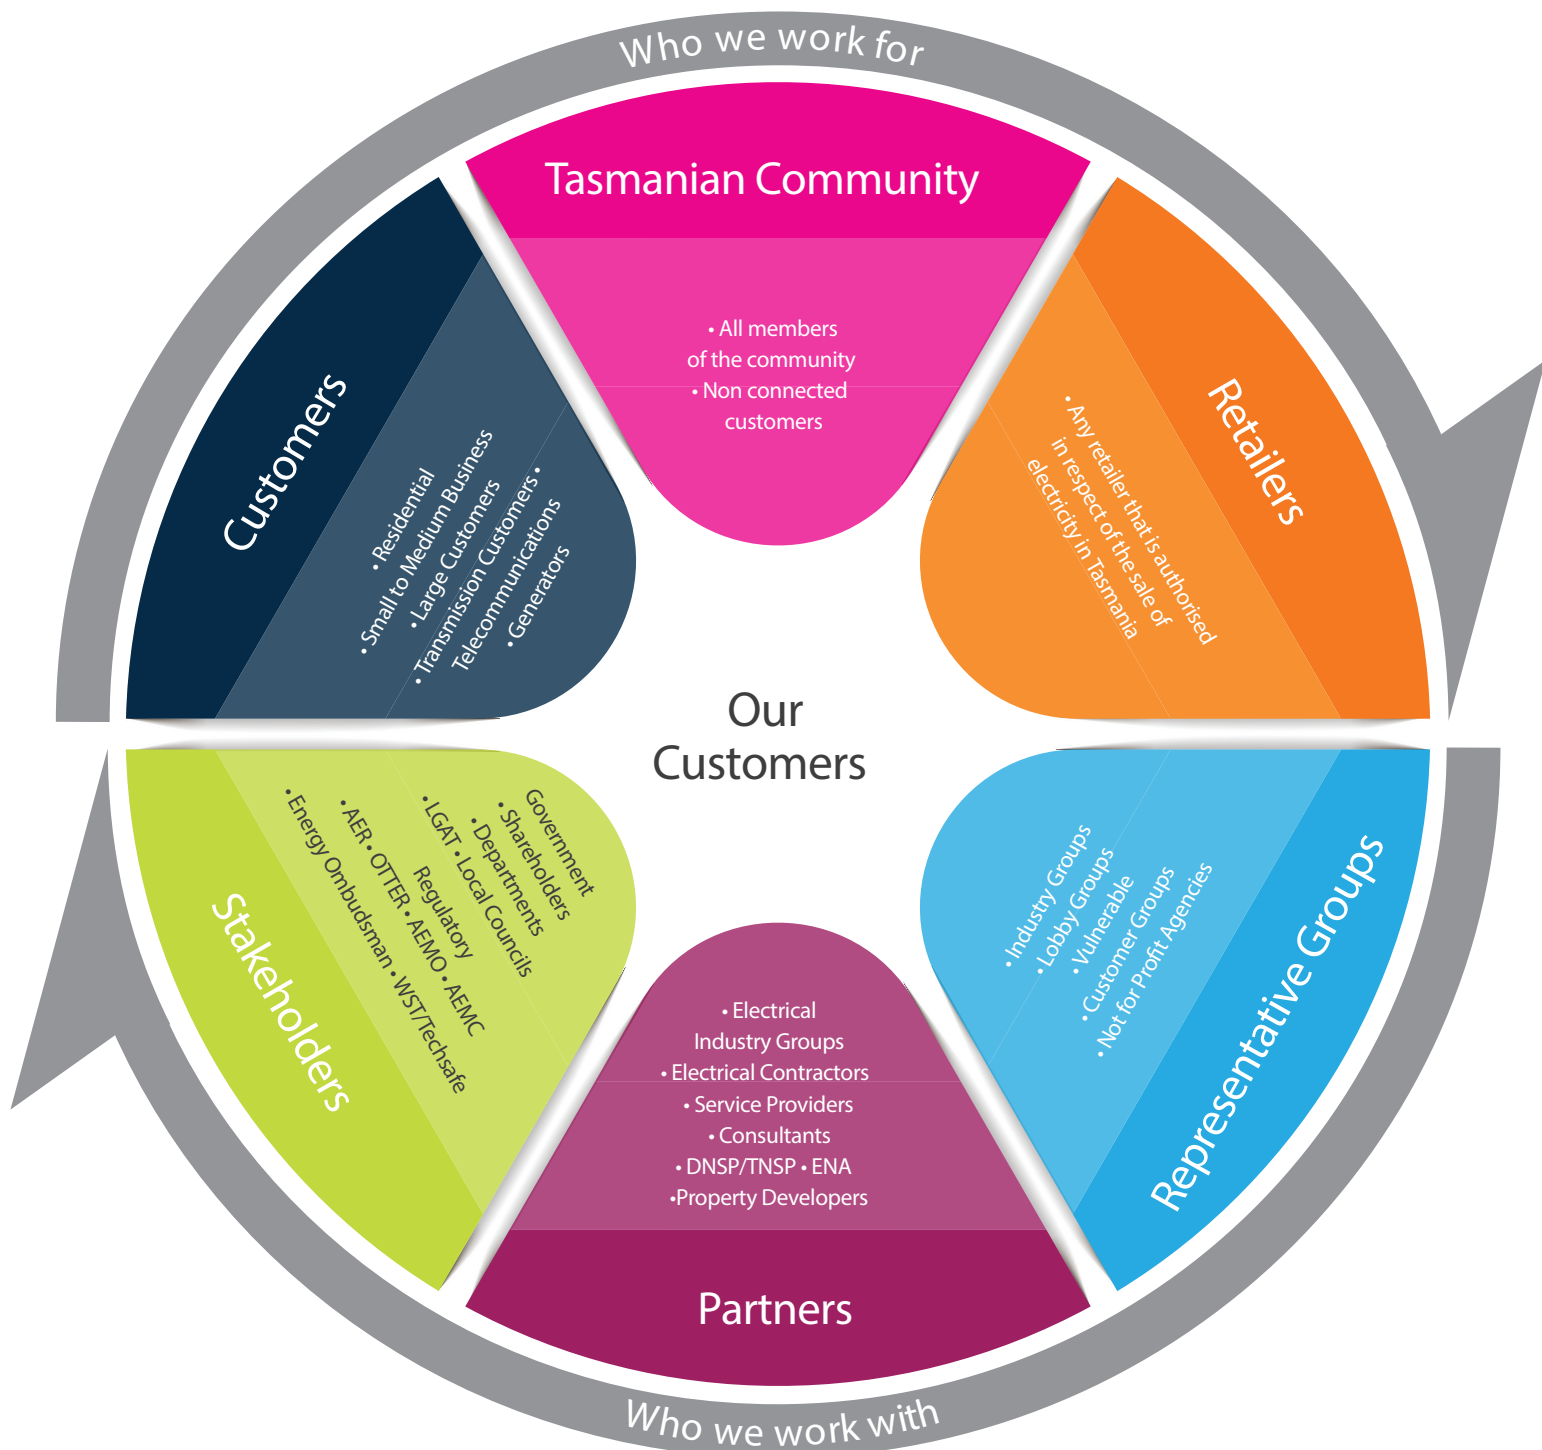 Who we work for
Tasmanian Community
• All members
of the community
• Non connected
customers
Retailers
• Any retailer that is authorised
in respect of the sale of
electricity in Tasmania
Customers
• Residential
• Small to Medium Business
• Large Customers
• Transmission Customers •
Telecommunications
• Generators
Our
Customers
Stakeholders
Government
• Shareholders
• Departments
• LGAT • Local Councils
Regulatory
• AER • OTTER • AEMO • AEMC
• Energy Ombudsman • WST/Techsafe
Representative Groups
• Industry Groups
• Lobby Groups
• Vulnerable
• Customer Groups
• Not for Profit Agencies
• Electrical
Industry Groups
• Electrical Contractors
• Service Providers
• Consultants
• DNSP/TNSP • ENA
•Property Developers
Partners
Who we work with